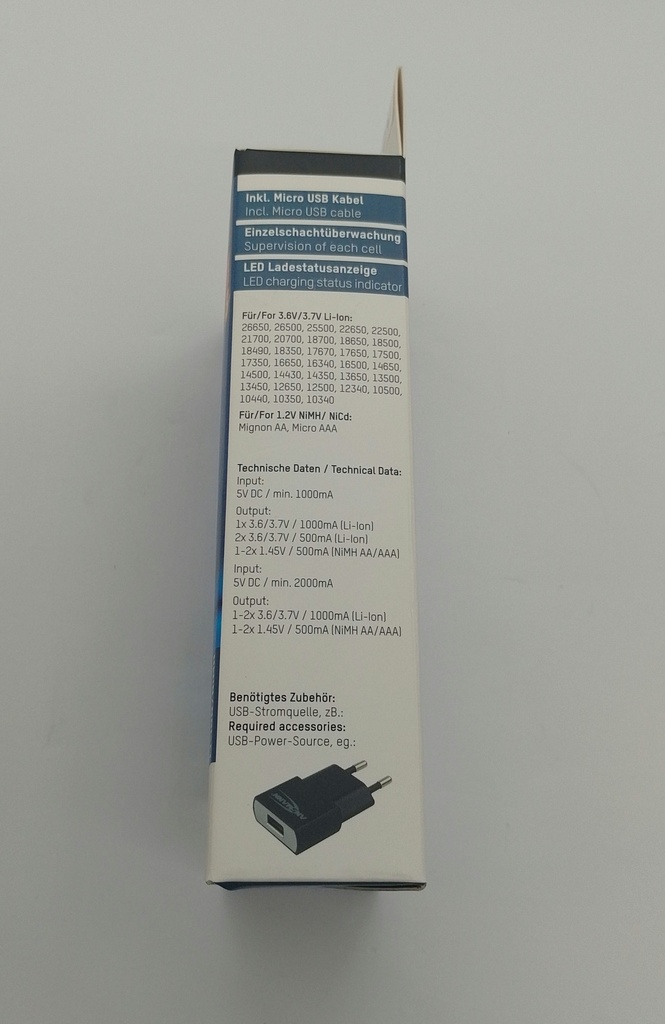 Inkl. Micro USB Kabel
Incl. Micro USB cable
Einzelschachtüberwachung
Supervision of each cell
LED Ladestatusanzeige
LED charging status indicator
Für/For 3.6V/3.7V Li-Ion:
26650, 26500, 25500, 22650, 22500,
21700, 20700, 18700, 18650, 18500,
18490, 18350, 17670, 17650, 17500,
17350, 16650, 16340, 16500, 14650,
14500, 14430, 14350, 13650, 13500,
13450, 12650, 12500, 12340, 10500,
10440, 10350, 10340
Für/For 1.2V NiMH/ NiCd:
Mignon AA, Micro AAA
Technische Daten / Technical Data:
Input:
5V DC / min. 1000mA
Output:
1x 3.6/3.7V / 1000mA (Li-Ion)
2x 3.6/3.7V / 500mA (Li-Ion)
1-2x 1.45V / 500mA (NiMH AA/AAA)
Input:
5V DC / min. 2000mA
Output:
1-2x 3.6/3.7V / 1000mA (Li-Ion)
1-2x 1.45V / 500mA (NiMH AA/AAA)
Benötigtes Zubehör:
USB-Stromquelle, zB.:
Required accessories:
USB-Power-Source, eg.:
ANSMANN